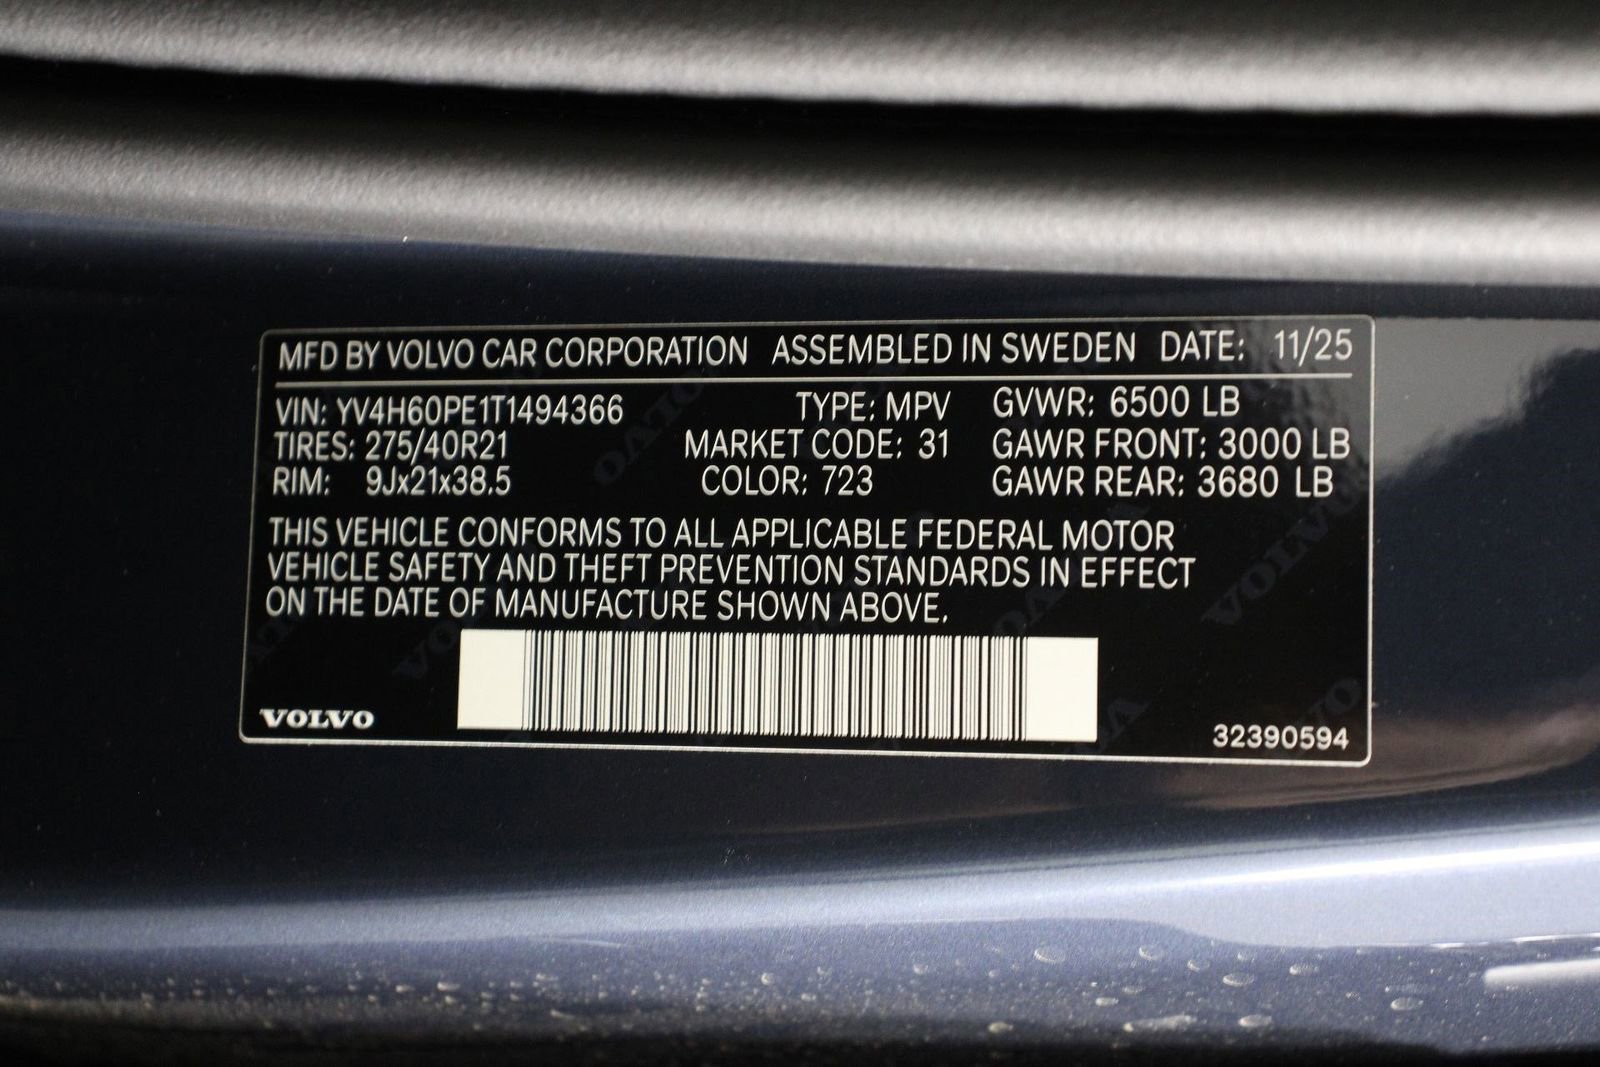 MFD BY VOLVO CAR CORPORATION ASSEMBLED IN SWEDEN DATE: 11/25
VIN: YV4H60PE1T1494366 TYPE: MPV GVWR: 6500 LB
TIRES: 275/40R21 MARKET CODE: 31 GAWR FRONT: 3000 LB
RIM: 9Jx21x38.5 COLOR: 723 GAWR REAR: 3680 LB
THIS VEHICLE CONFORMS TO ALL APPLICABLE FEDERAL MOTOR
VEHICLE SAFETY AND THEFT PREVENTION STANDARDS IN EFFECT
ON THE DATE OF MANUFACTURE SHOWN ABOVE.
VOLVO 32390594